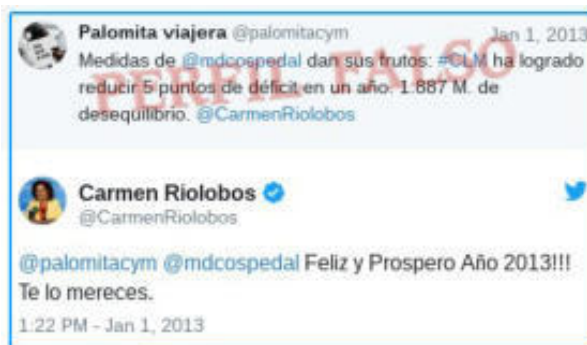 Palomita viajera @palomitacym Jan 1, 2013
Medidas de @mdcospedal dan sus frutos: #CLM ha logrado
reducir 5 puntos de déficit en un año. 1.887 M. de
desequilibrio. @CarmenRiolobos
PERFIL FALSO
Carmen Riolobos
@CarmenRiolobos
@palomitacym @mdcospedal Feliz y Prospero Año 2013!!!
Te lo mereces.
1:22 PM - Jan 1, 2013